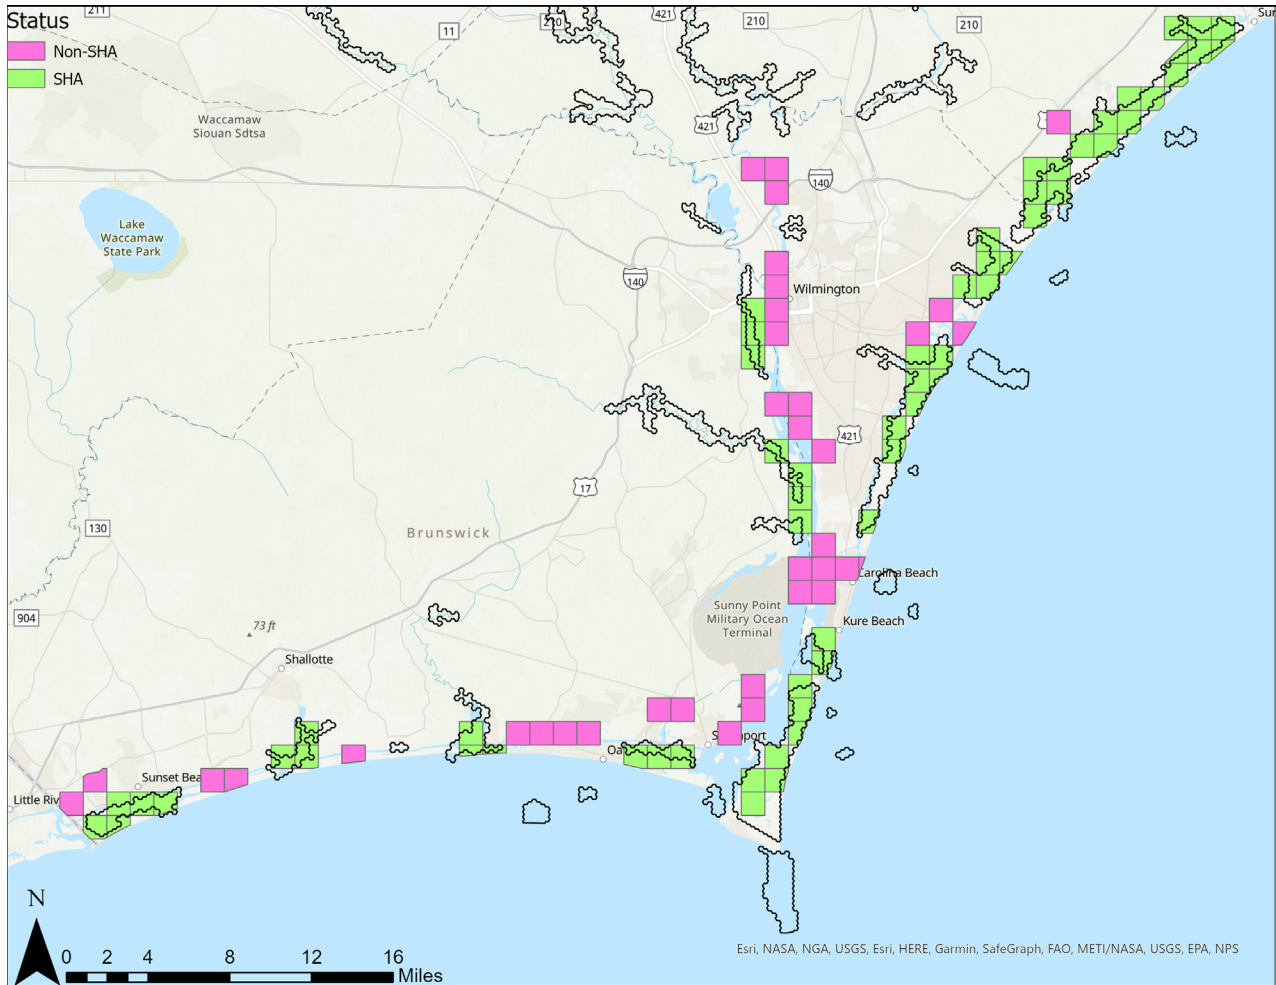 Status
Non-SHA
SHA
211
11
210
421
210
210
421
140
Waccamaw
Siouan Sdtsa
Lake
Waccamaw
State Park
140
Wilmington
421
17
130
Brunswick
904
73 ft
Shallotte
Sunny Point
Military Ocean
Terminal
Carolina Beach
Kure Beach
Sunset Bea
Little Riv
N
0 2 4 8 12 16
Miles
Esri, NASA, NGA, USGS, Esri, HERE, Garmin, SafeGraph, FAO, METI/NASA, USGS, EPA, NPS